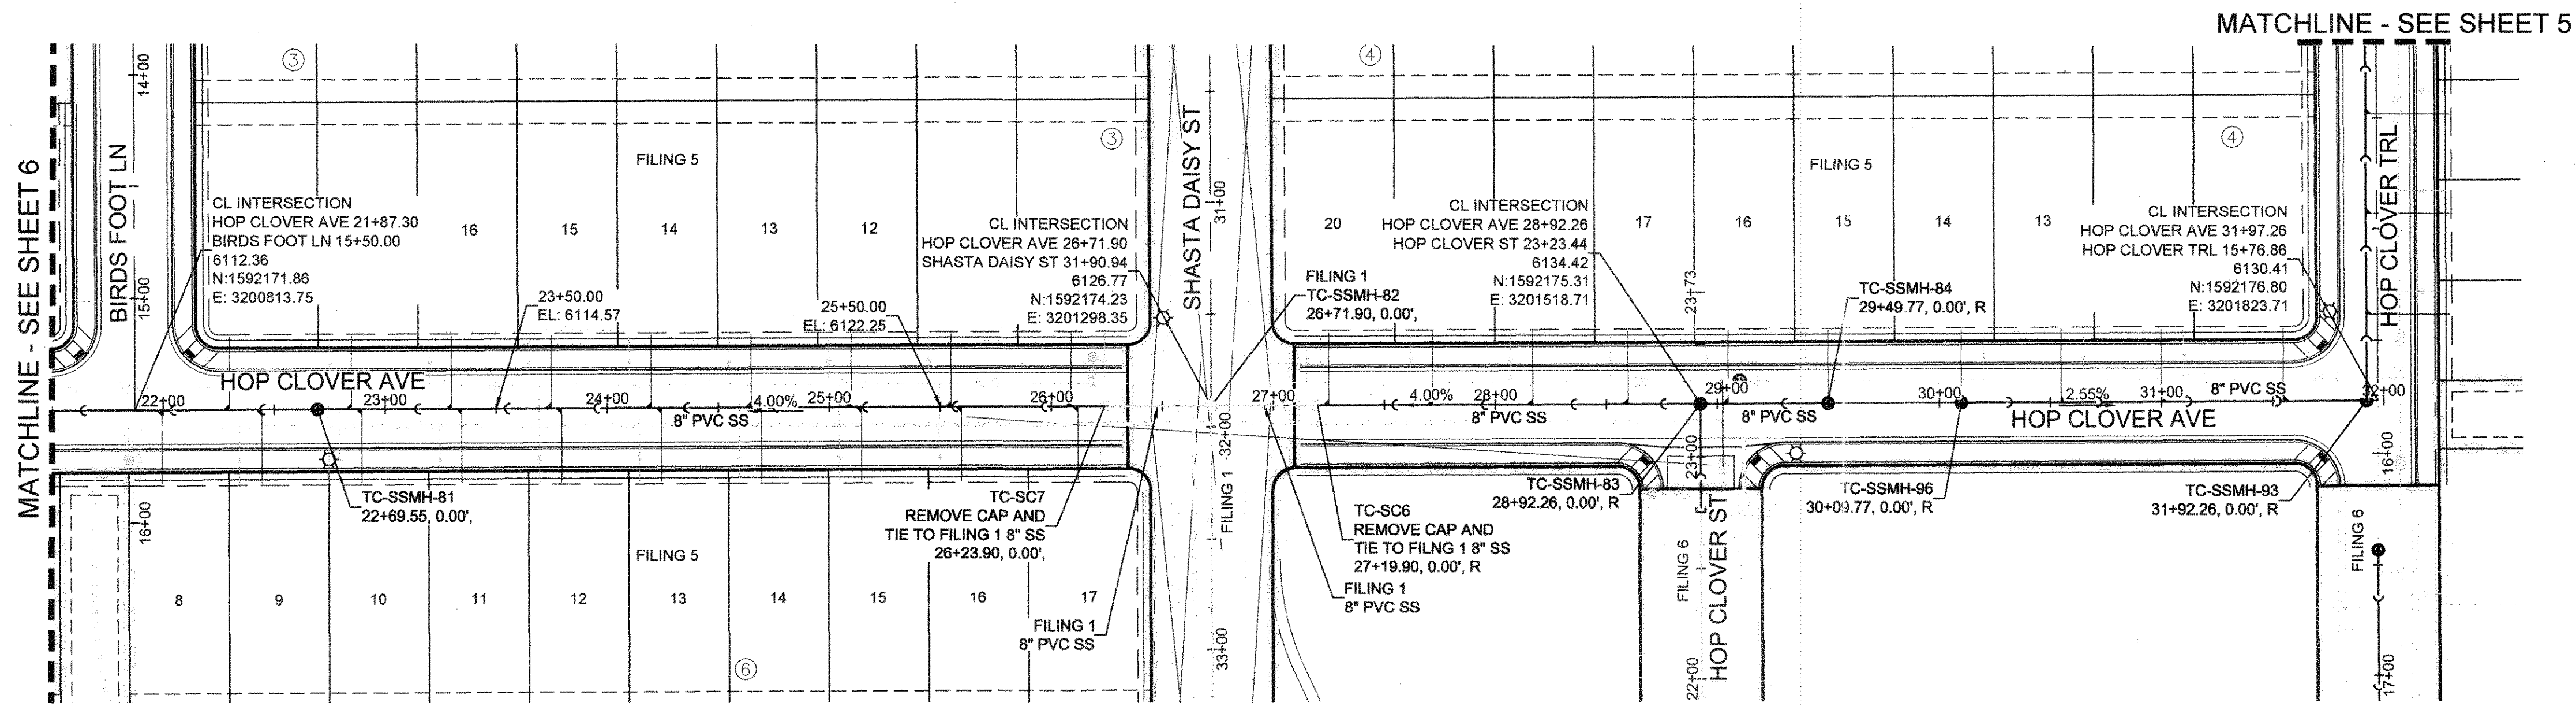 MATCHLINE - SEE SHEET 5
MATCHLINE - SEE SHEET 6
14+00
BIRDS FOOT LN
15+00
16+00
3
FILING 5
3
CL INTERSECTION
HOP CLOVER AVE 21+87.30
BIRDS FOOT LN 15+50.00
6112.36
N:1592171.86
E: 3200813.75
16
15
14
13
12
23+50.00
EL: 6114.57
25+50.00
EL: 6122.25
CL INTERSECTION
HOP CLOVER AVE 26+71.90
SHASTA DAISY ST 31+90.94
6126.77
N:1592174.23
E: 3201298.35
SHASTA DAISY ST
31+00
32+00
FILING 1
33+00
4
FILING 5
4
20
FILING 1
TC-SSMH-82
26+71.90, 0.00',
CL INTERSECTION
HOP CLOVER AVE 28+92.26
HOP CLOVER ST 23+23.44
6134.42
N:1592175.31
E: 3201518.71
17
16
15
14
13
23+73
TC-SSMH-84
29+49.77, 0.00', R
CL INTERSECTION
HOP CLOVER AVE 31+97.26
HOP CLOVER TRL 15+76.86
6130.41
N:1592176.80
E: 3201823.71
HOP CLOVER TRL
HOP CLOVER AVE
22+00
23+00
24+00
4.00%
25+00
26+00
8" PVC SS
27+00
4.00%
28+00
8" PVC SS
29+00
8" PVC SS
30+00
2.55%
31+00
8" PVC SS
32+00
HOP CLOVER AVE
TC-SSMH-81
22+69.55, 0.00',
TC-SC7
REMOVE CAP AND
TIE TO FILING 1 8" SS
26+23.90, 0.00',
FILING 1
8" PVC SS
FILING 5
8
9
10
11
12
13
14
15
16
17
6
TC-SC6
REMOVE CAP AND
TIE TO FILNG 1 8" SS
27+19.90, 0.00', R
FILING 1
8" PVC SS
TC-SSMH-83
28+92.26, 0.00', R
23+00
FILING 6
HOP CLOVER ST
22+00
TC-SSMH-96
30+09.77, 0.00', R
TC-SSMH-93
31+92.26, 0.00', R
16+00
FILING 6
17+00